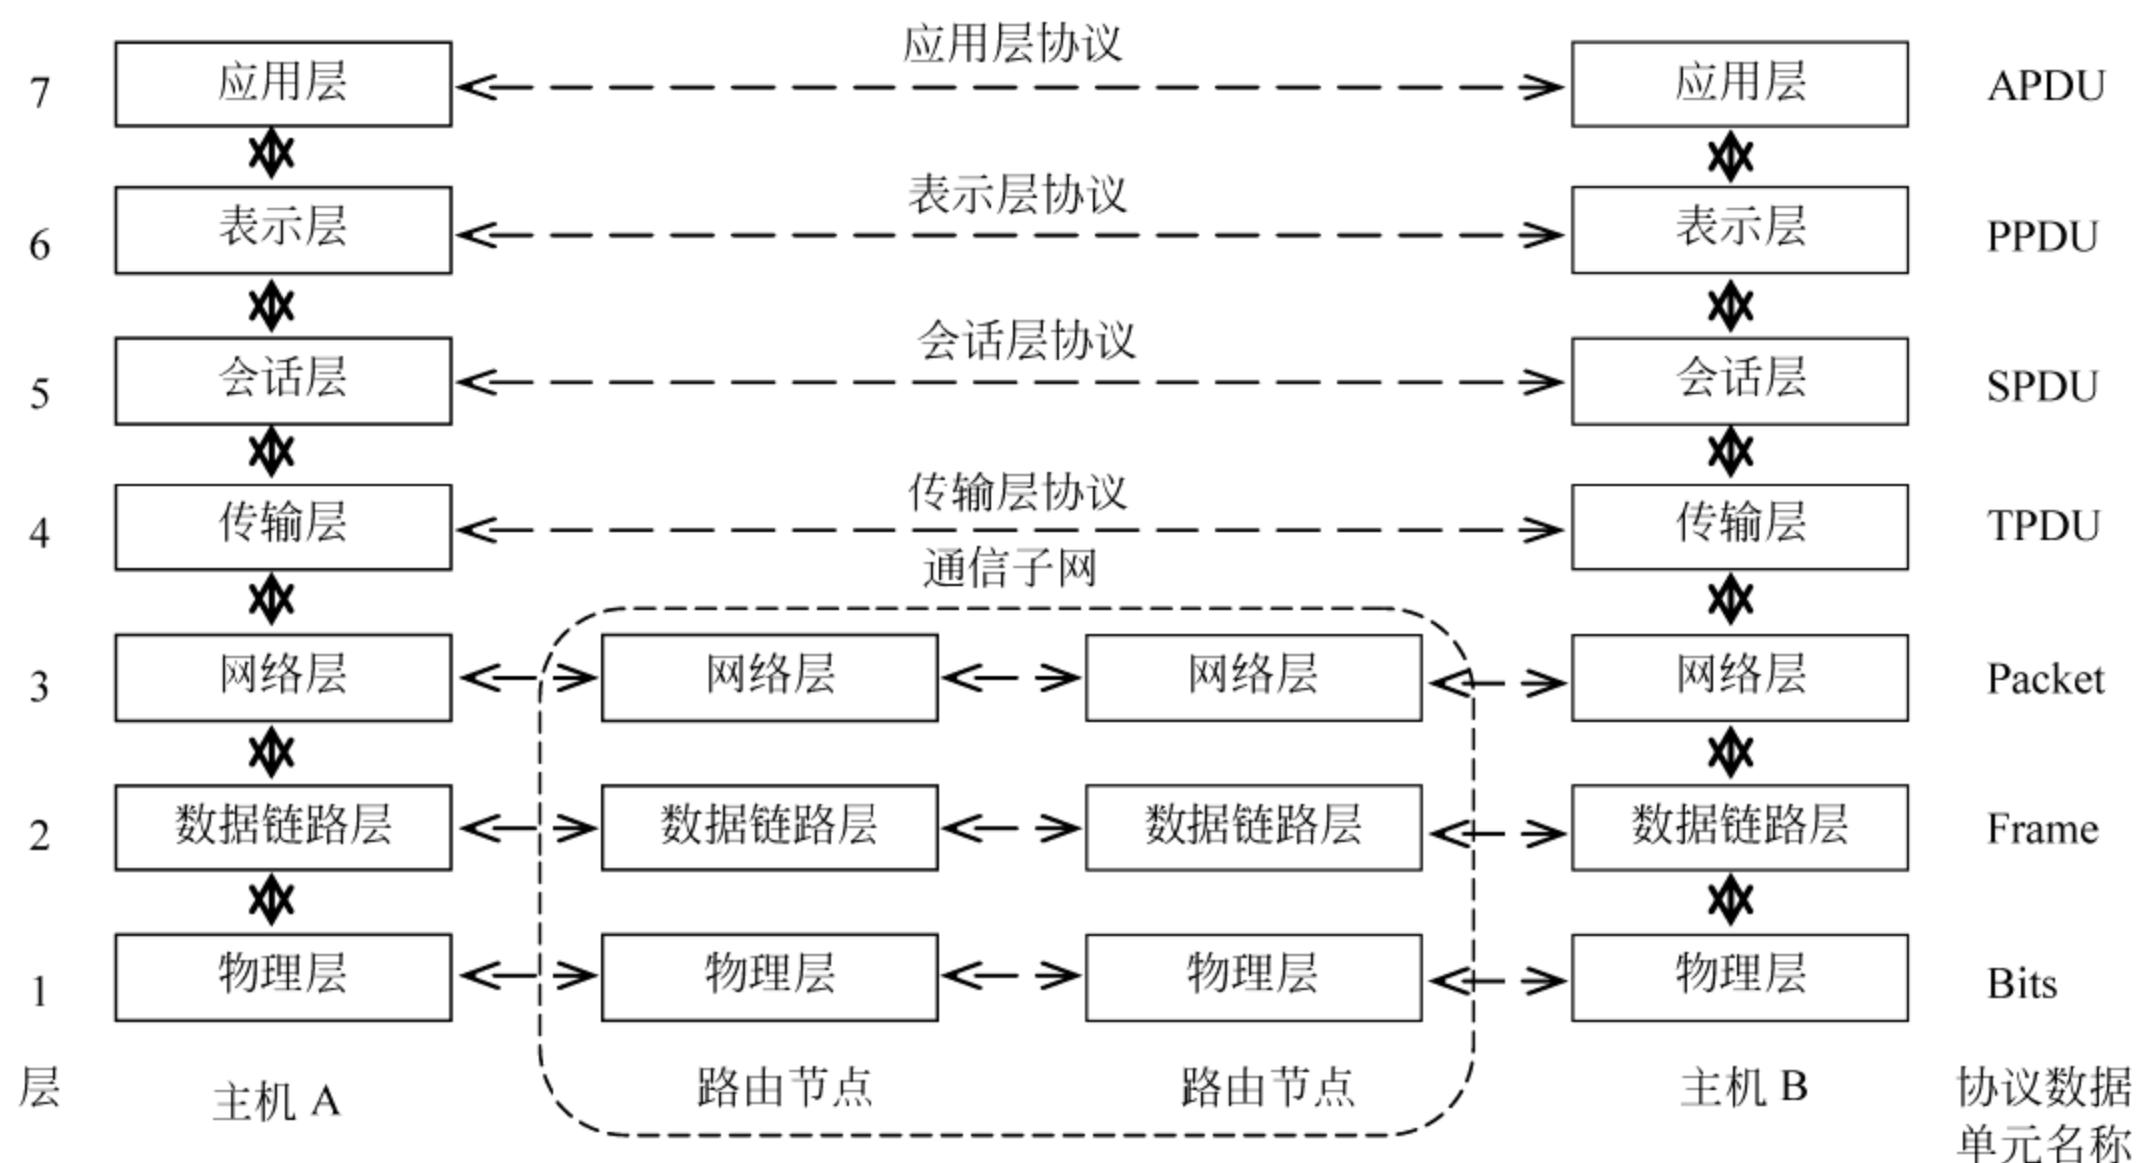 应用层协议
7 应用层 应用层 APDU
表示层协议
6 表示层 表示层 PPDU
会话层协议
5 会话层 会话层 SPDU
传输层协议
4 传输层 传输层 TPDU
通信子网
3 网络层 网络层 网络层 网络层 Packet
2 数据链路层 数据链路层 数据链路层 数据链路层 Frame
1 物理层 物理层 物理层 物理层 Bits
层 主机 A 路由节点 路由节点 主机 B 协议数据
单元名称